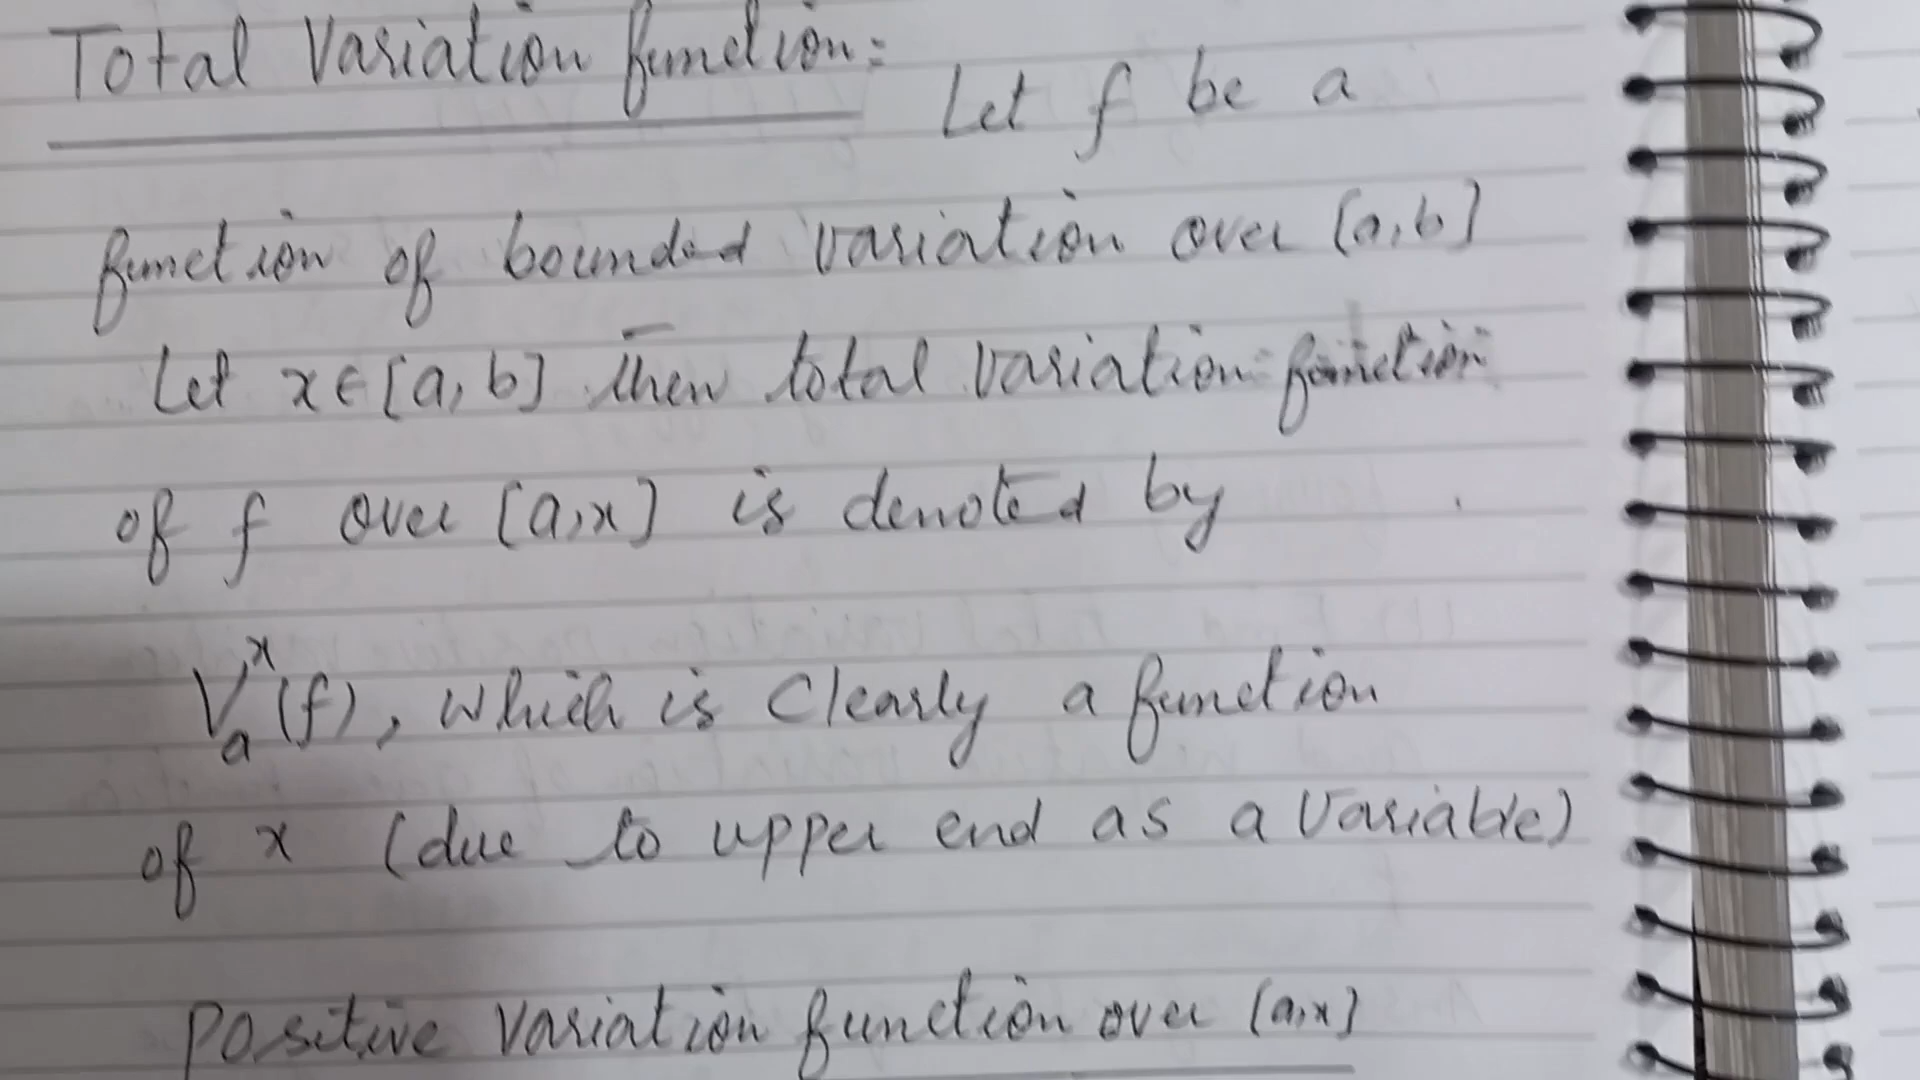 Total Variation function:
Let f be a
function of bounded variation over [a,b]
Let x∈[a,b] Then total variation function
of f over [a,x] is denoted by
V_a^x(f), which is Clearly a function
of x (due to upper end as a variable)
Positive variation function over [a,x]